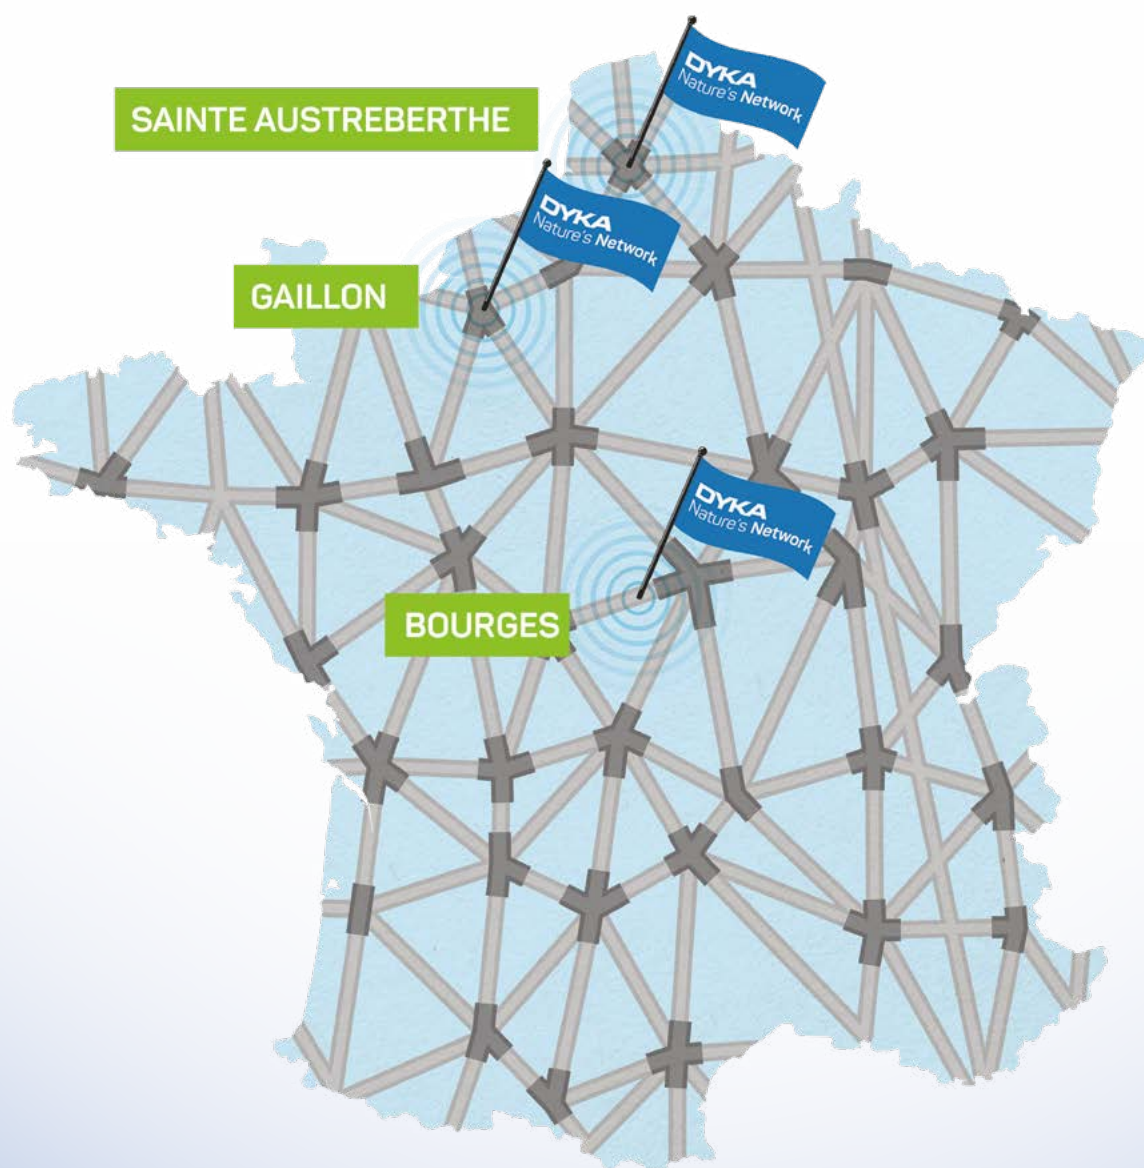 DYKA
Nature's Network
SAINTE AUSTREBERTHE
DYKA
Nature's Network
GAILLON
DYKA
Nature's Network
BOURGES